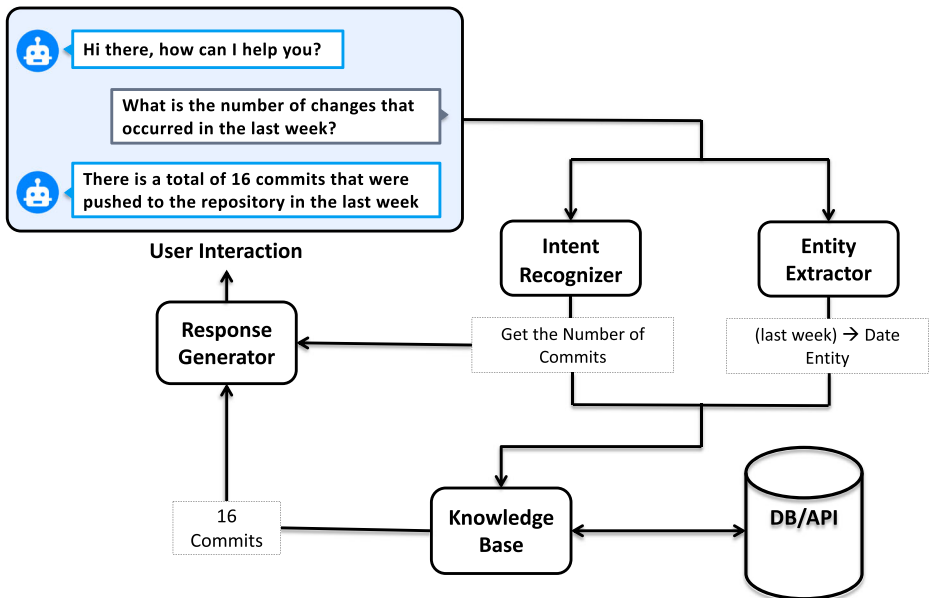 Hi there, how can I help you?
What is the number of changes that
occurred in the last week?
There is a total of 16 commits that were
pushed to the repository in the last week
User Interaction
Intent
Recognizer
Entity
Extractor
Response
Generator
Get the Number of
Commits
(last week) → Date
Entity
16
Commits
Knowledge
Base
DB/API